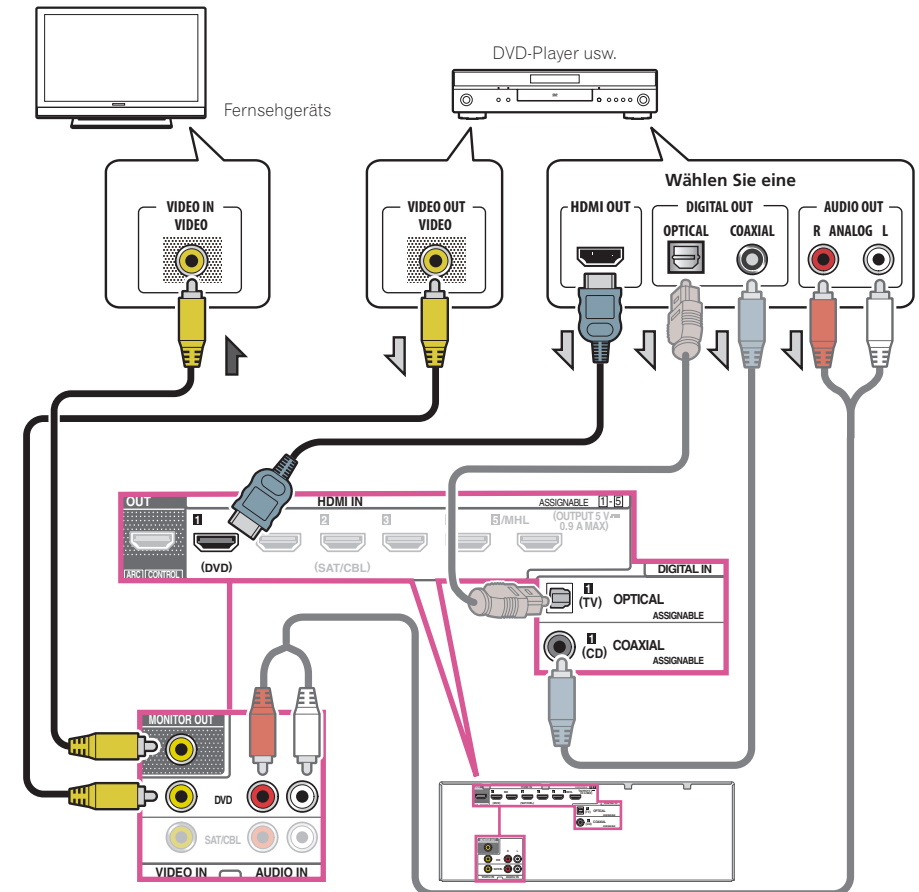 DVD-Player usw.
Fernsehgeräts
Wählen Sie eine
VIDEO IN
VIDEO
VIDEO OUT
VIDEO
HDMI OUT
DIGITAL OUT
OPTICAL COAXIAL
AUDIO OUT
R ANALOG L
OUT
HDMI IN
ASSIGNABLE 1-5
1 2 3 5/MHL
(OUTPUT 5 V
0.9 A MAX)
(DVD) (SAT/CBL)
ARC CONTROL
DIGITAL IN
1
(TV) OPTICAL
ASSIGNABLE
1
(CD) COAXIAL
ASSIGNABLE
MONITOR OUT
DVD
SAT/CBL
VIDEO IN AUDIO IN